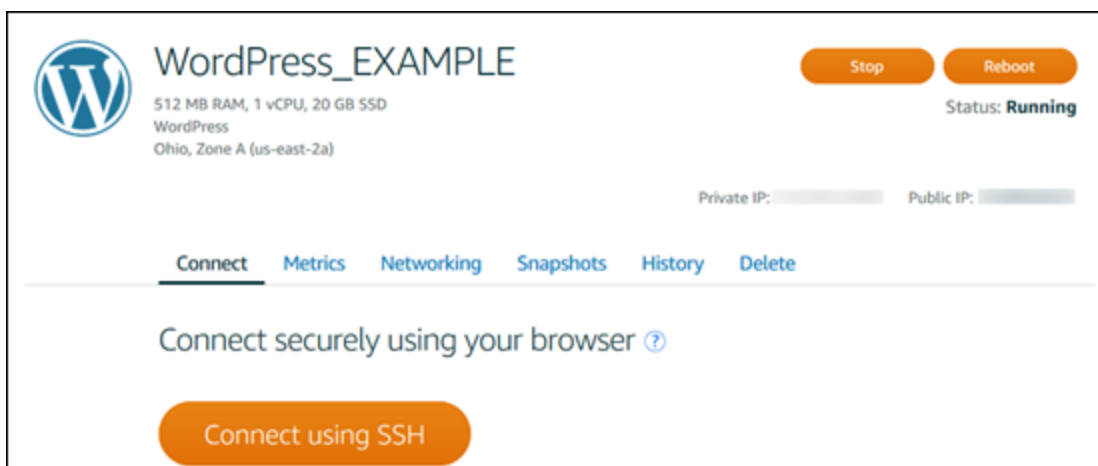 WordPress_EXAMPLE
Stop
Reboot
512 MB RAM, 1 vCPU, 20 GB SSD
WordPress
Ohio, Zone A (us-east-2a)
Status: Running
Private IP:
Public IP:
Connect Metrics Networking Snapshots History Delete
Connect securely using your browser ?
Connect using SSH